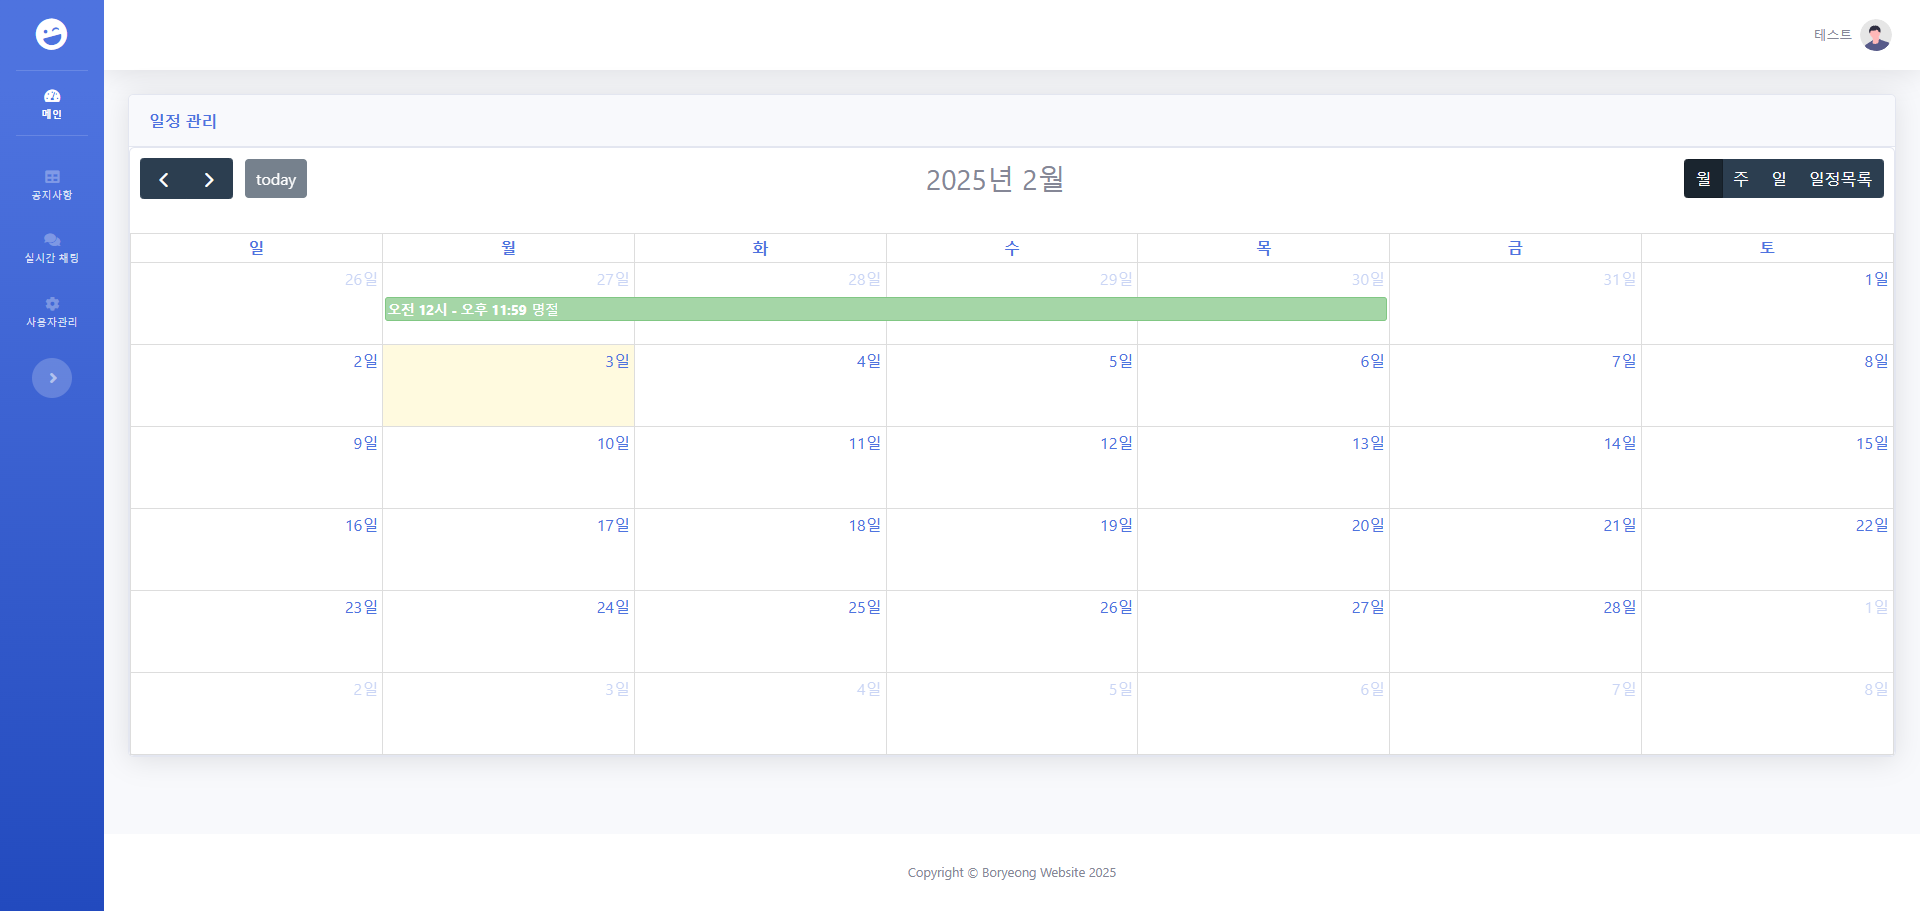 테스트
메인
공지사항
실시간 채팅
사용자관리
일정 관리
today
2025년 2월
월 주 일 일정목록
일 월 화 수 목 금 토
26일 27일 28일 29일 30일 31일 1일
오전 12시 - 오후 11:59 명절
2일 3일 4일 5일 6일 7일 8일
9일 10일 11일 12일 13일 14일 15일
16일 17일 18일 19일 20일 21일 22일
23일 24일 25일 26일 27일 28일 1일
2일 3일 4일 5일 6일 7일 8일
Copyright © Boryeong Website 2025